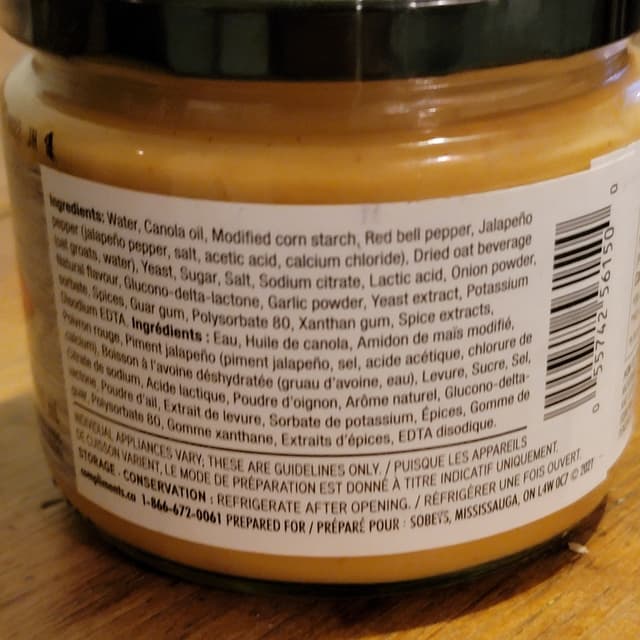 Ingredients: Water, Canola oil, Modified corn starch, Red bell pepper, Jalapeño
pepper (jalapeño pepper, salt, acetic acid, calcium chloride), Dried oat beverage
(oat groats, water), Yeast, Sugar, Salt, Sodium citrate, Lactic acid, Onion powder,
Natural flavour, Glucono-delta-lactone, Garlic powder, Yeast extract, Potassium
sorbate, Spices, Guar gum, Polysorbate 80, Xanthan gum, Spice extracts,
Disodium EDTA. Ingrédients : Eau, Huile de canola, Amidon de maïs modifié,
Poivron rouge, Piment jalapeño (piment jalapeño, sel, acide acétique, chlorure de
calcium), Boisson à l'avoine déshydratée (gruau d'avoine, eau), Levure, Sucre, Sel,
Citrate de sodium, Acide lactique, Poudre d'oignon, Arôme naturel, Glucono-delta-
lactone, Poudre d'ail, Extrait de levure, Sorbate de potassium, Épices, Gomme de
guar, Polysorbate 80, Gomme xanthane, Extraits d'épices, EDTA disodique.
INDIVIDUAL APPLIANCES VARY, THESE ARE GUIDELINES ONLY. / PUISQUE LES APPAREILS
DE CUISSON VARIENT, LE MODE DE PRÉPARATION EST DONNÉ À TITRE INDICATIF UNIQUEMENT.
STORAGE · CONSERVATION : REFRIGERATE AFTER OPENING. / RÉFRIGÉRER UNE FOIS OUVERT.
compliments.ca 1-866-672-0061 PREPARED FOR / PRÉPARÉ POUR : SOBEYS, MISSISSAUGA, ON L4W 0C7 © 2021
0 55742 56150 0